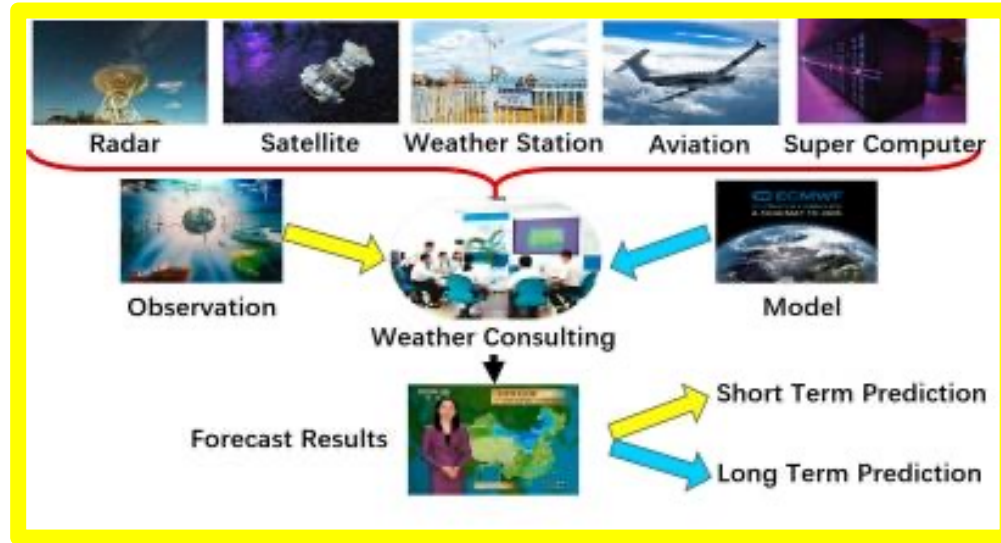 Radar
Satellite
Weather Station
Aviation
Super Computer
ECMWF
Observation
Model
Weather Consulting
Forecast Results
Short Term Prediction
Long Term Prediction